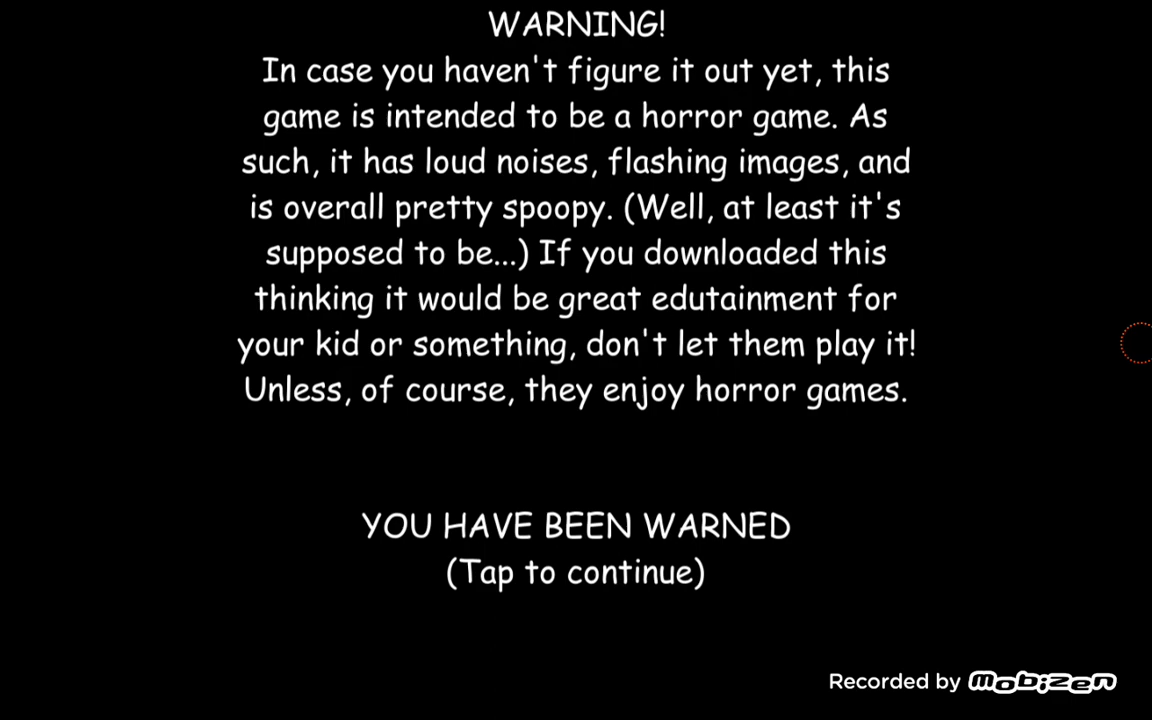 WARNING!
In case you haven't figure it out yet, this
game is intended to be a horror game. As
such, it has loud noises, flashing images, and
is overall pretty spoopy. (Well, at least it's
supposed to be...) If you downloaded this
thinking it would be great edutainment for
your kid or something, don't let them play it!
Unless, of course, they enjoy horror games.
YOU HAVE BEEN WARNED
(Tap to continue)
Recorded by mobizen